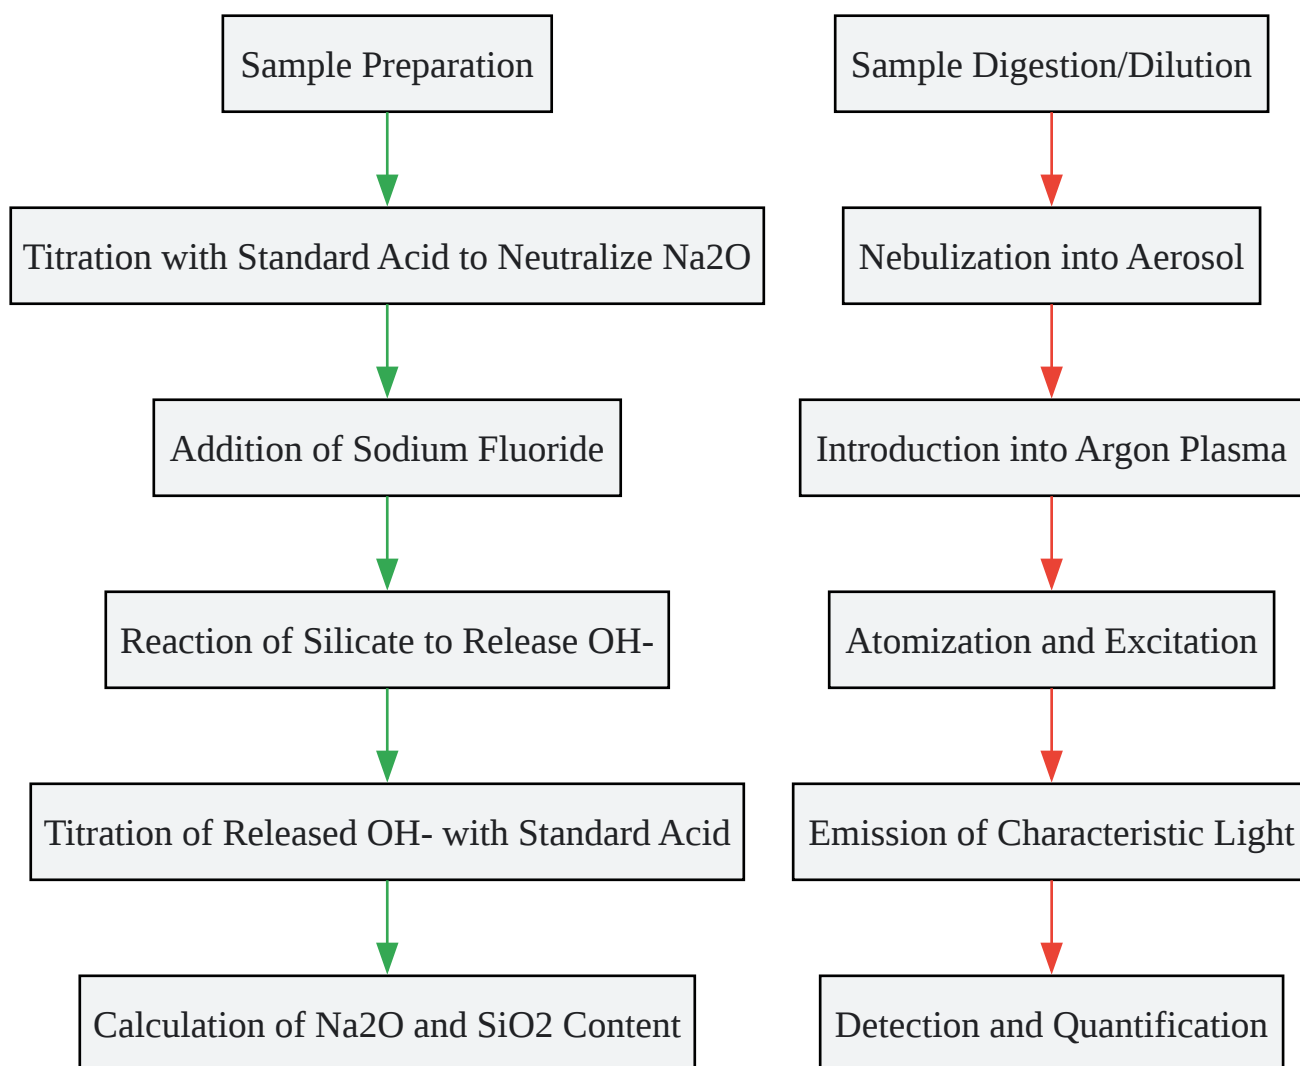 Sample Preparation
Titration with Standard Acid to Neutralize Na2O
Addition of Sodium Fluoride
Reaction of Silicate to Release OH-
Titration of Released OH- with Standard Acid
Calculation of Na2O and SiO2 Content
Sample Digestion/Dilution
Nebulization into Aerosol
Introduction into Argon Plasma
Atomization and Excitation
Emission of Characteristic Light
Detection and Quantification